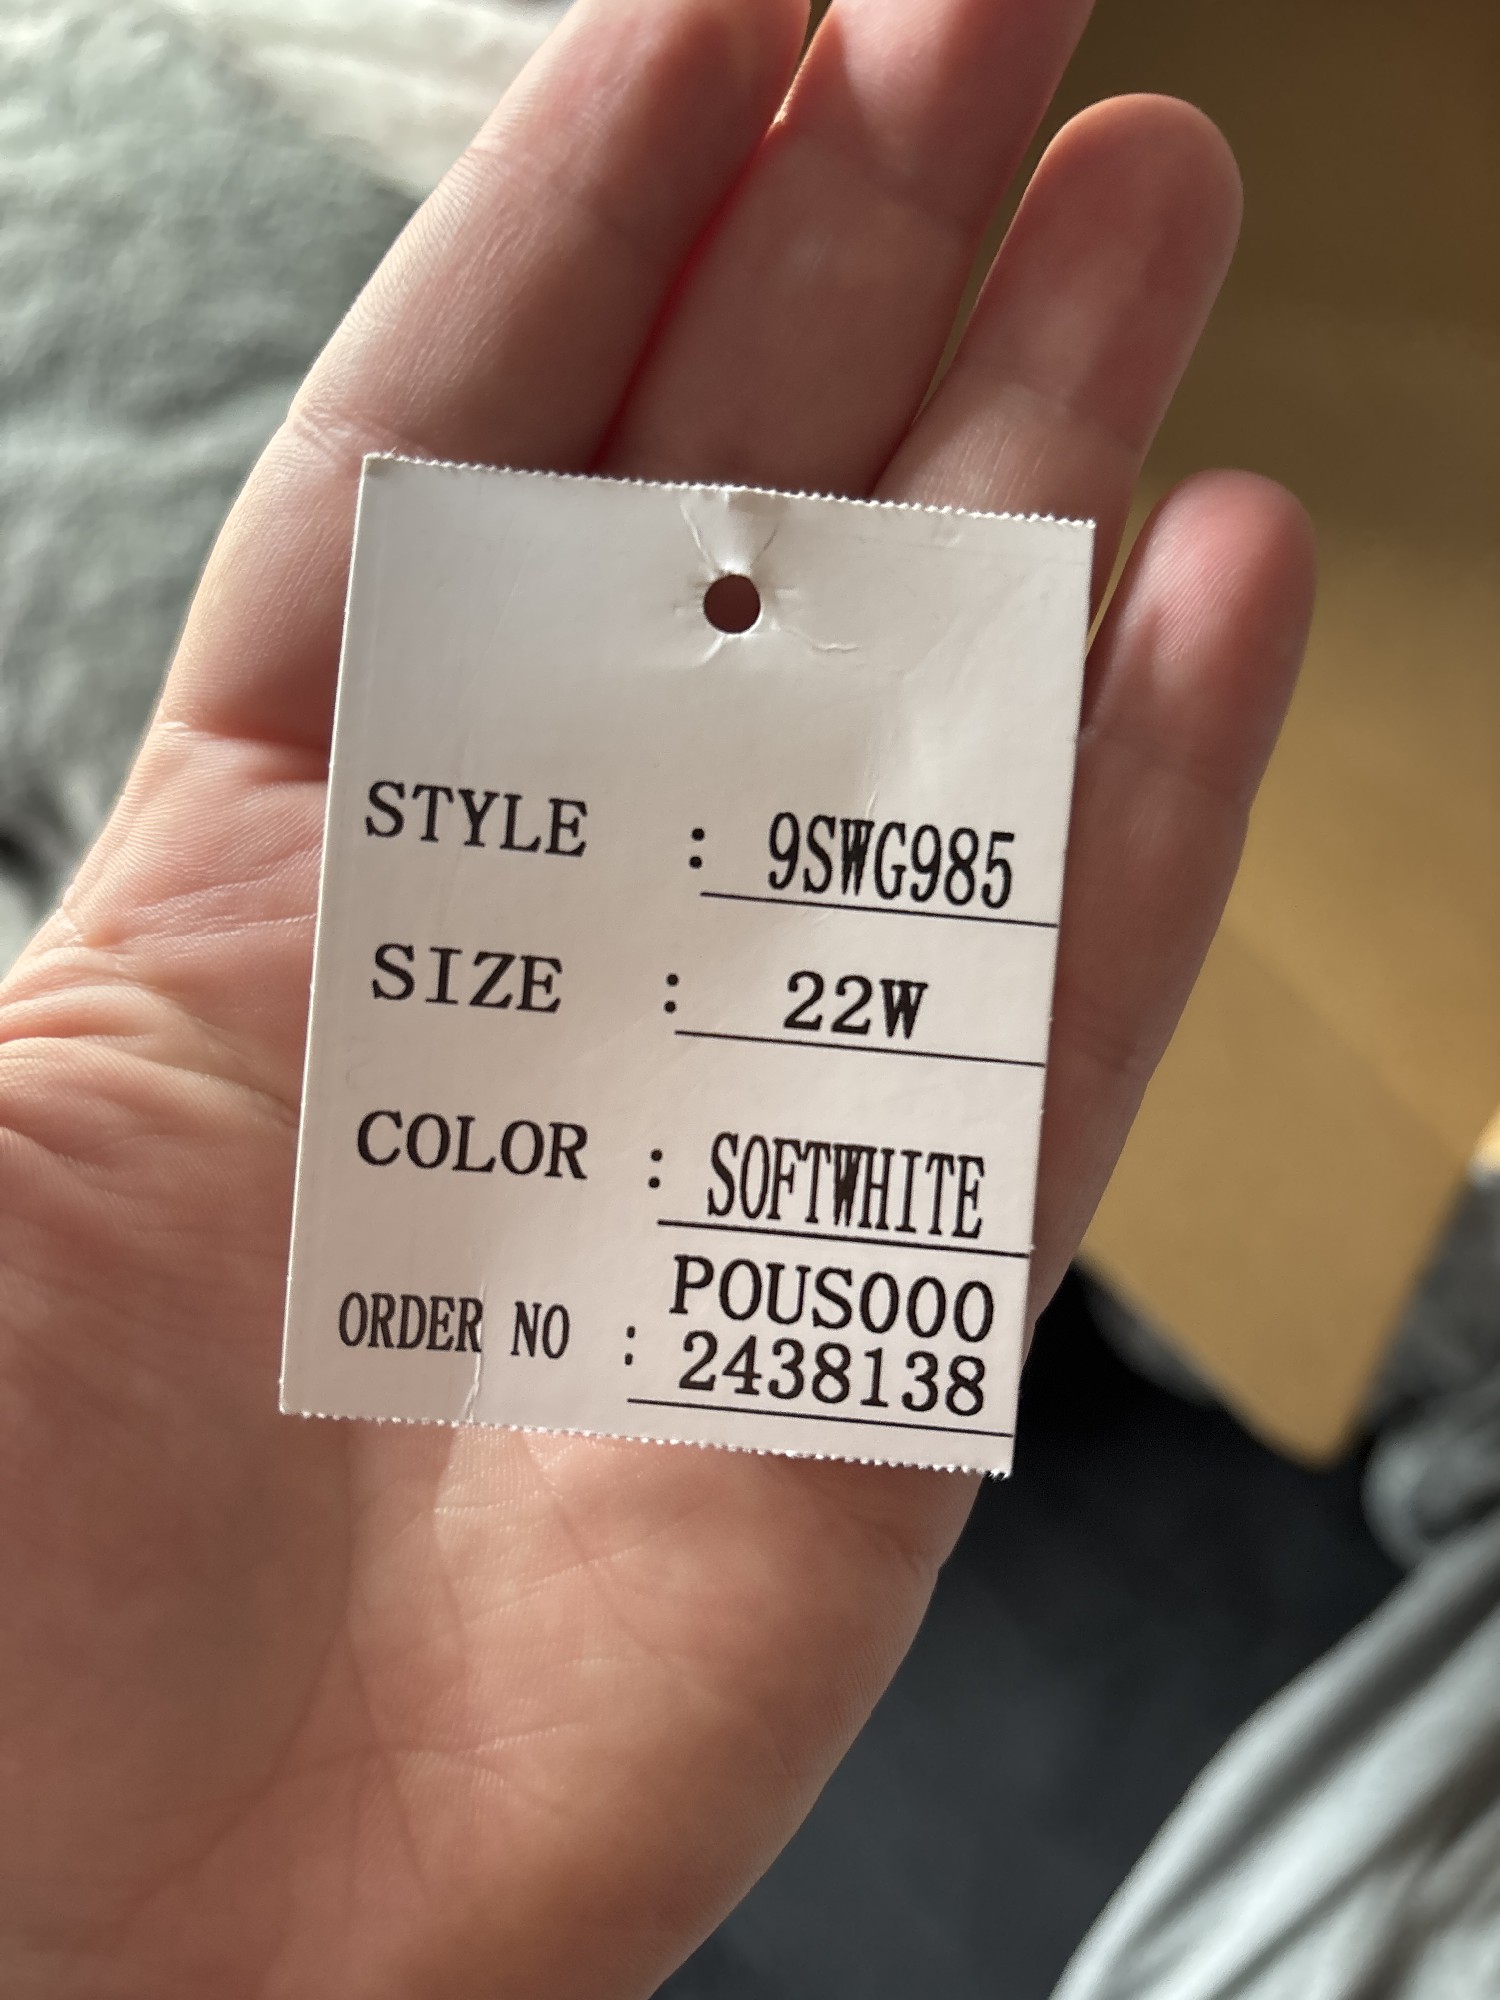 STYLE : 9SWG985
SIZE : 22W
COLOR : SOFTWHITE
ORDER NO : POUS000
2438138